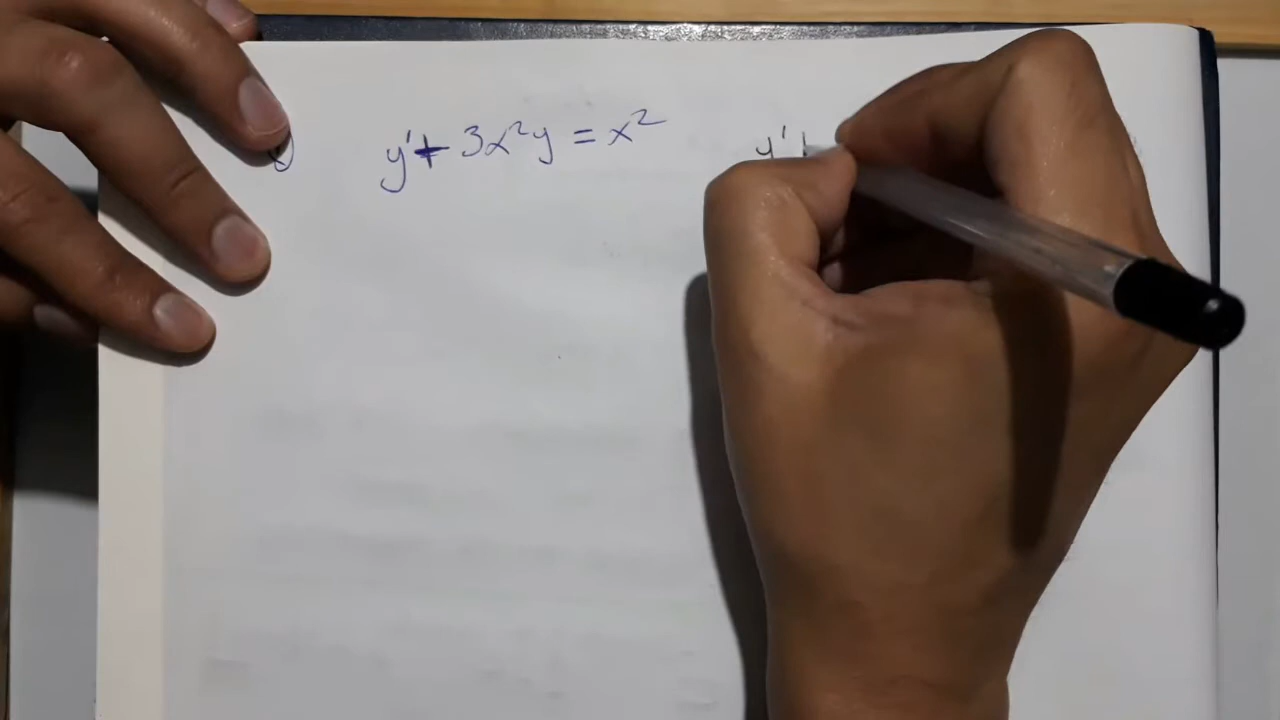 y' + 3x²y = x² y' +